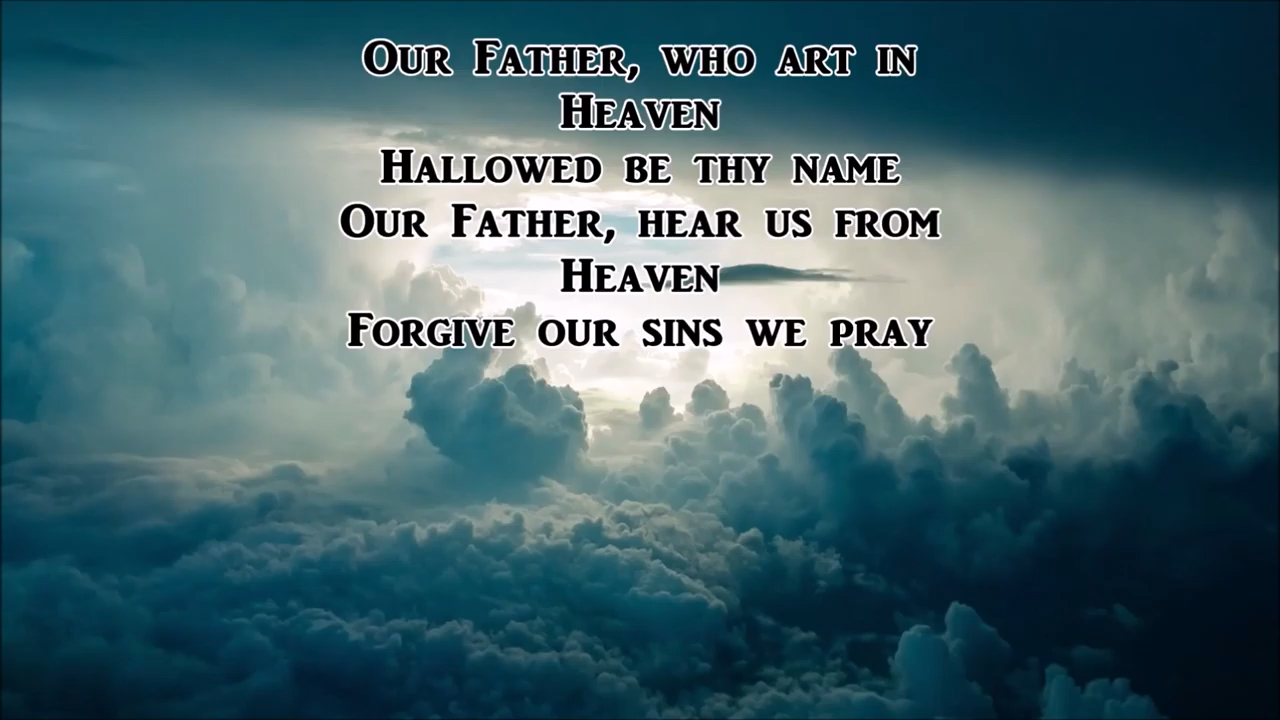 Our Father, who art in
Heaven
Hallowed be thy name
Our Father, hear us from
Heaven
Forgive our sins we pray